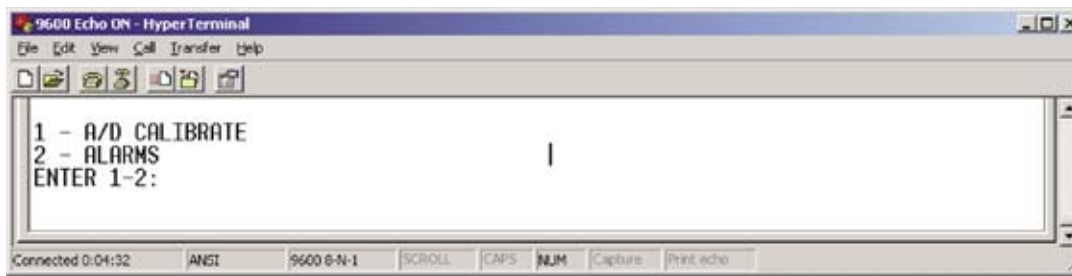 9600 Echo ON - HyperTerminal
File Edit View Call Transfer Help
1 - A/D CALIBRATE
2 - ALARMS
ENTER 1-2:
Connected 0:04:32 ANSI 9600 8-N-1 SCROLL CAPS NUM Capture Print echo